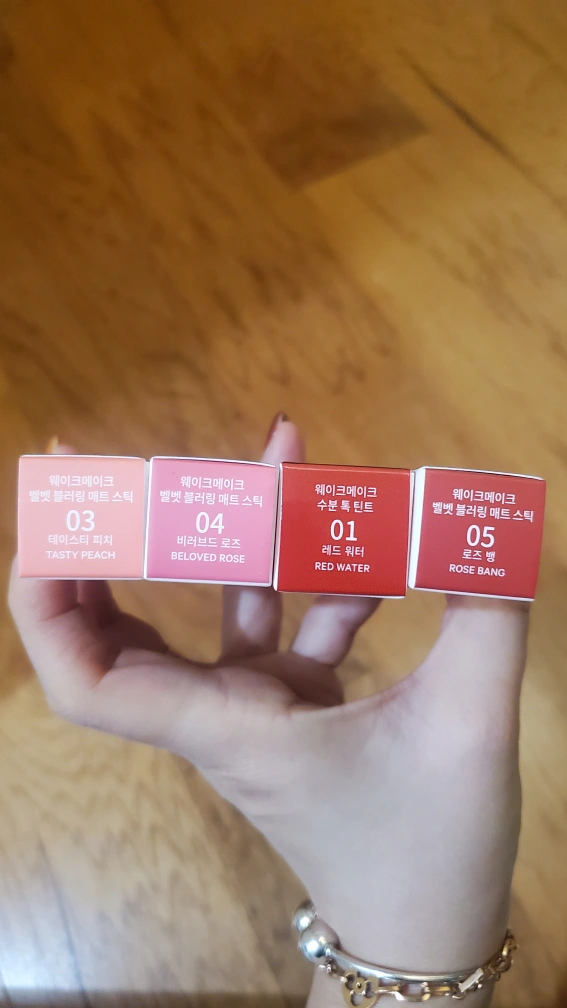 웨이크메이크
벨벳 블러링 매트 스틱
03
테이스티 피치
TASTY PEACH
웨이크메이크
벨벳 블러링 매트 스틱
04
비러브드 로즈
BELOVED ROSE
웨이크메이크
수분 톡 틴트
01
레드 워터
RED WATER
웨이크메이크
벨벳 블러링 매트 스틱
05
로즈 뱅
ROSE BANG